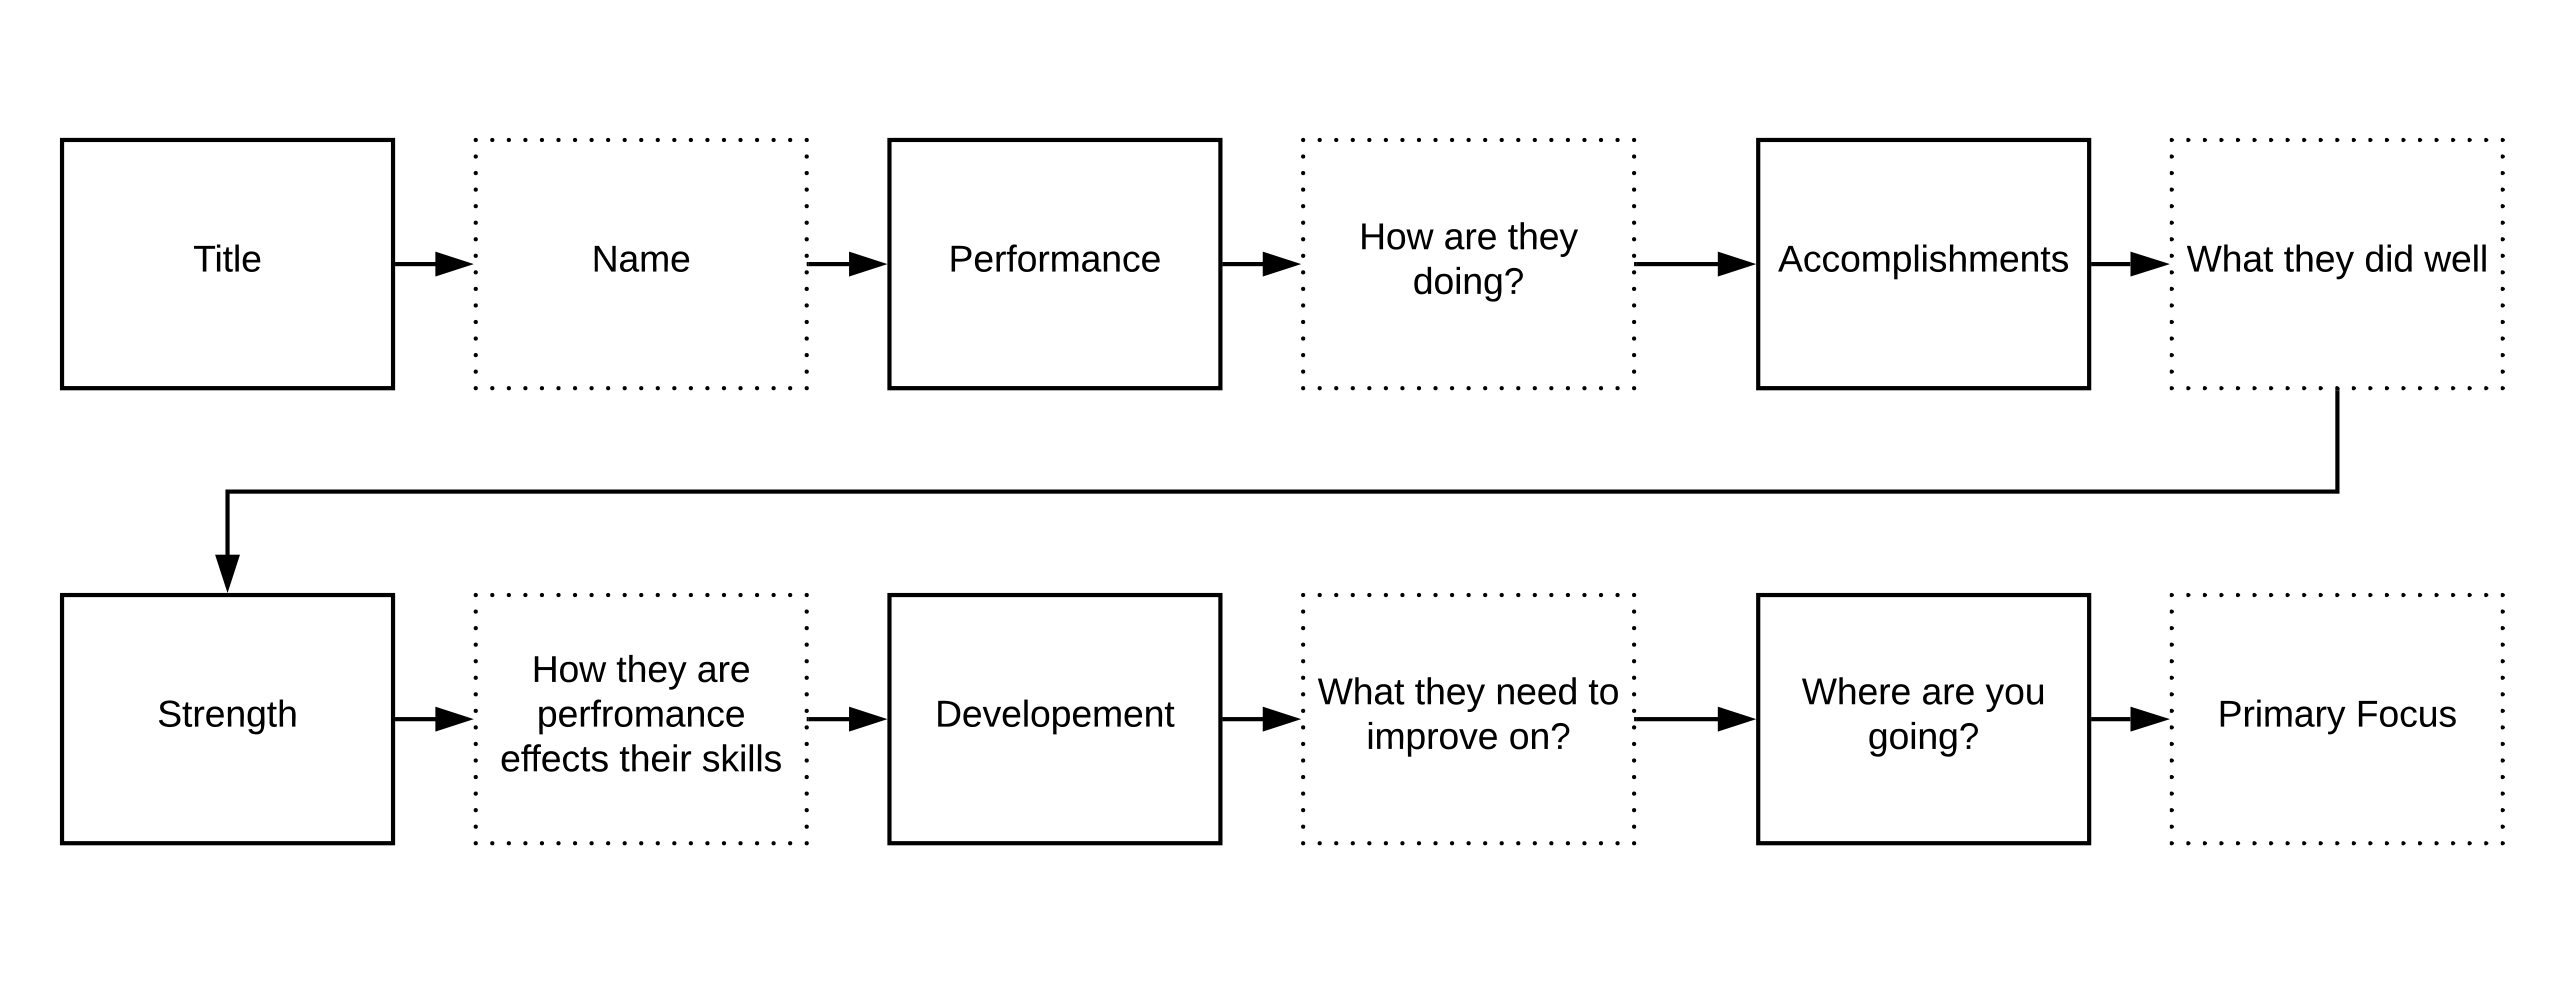 Title
Name
Performance
How are they
doing?
Accomplishments
What they did well
Strength
How they are
perfromance
effects their skills
Developement
What they need to
improve on?
Where are you
going?
Primary Focus